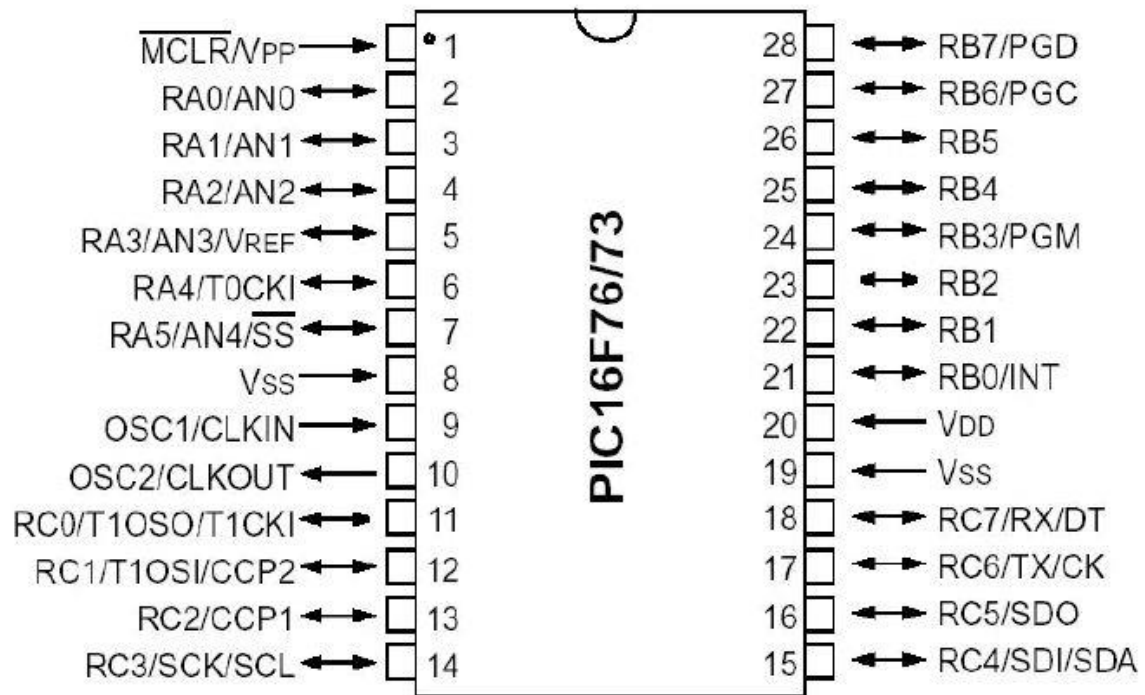 MCLR/VPP 1 28 RB7/PGD
RA0/AN0 2 27 RB6/PGC
RA1/AN1 3 26 RB5
RA2/AN2 4 25 RB4
RA3/AN3/VREF 5 24 RB3/PGM
RA4/T0CKI 6 23 RB2
RA5/AN4/SS 7 22 RB1
VSS 8 21 RB0/INT
OSC1/CLKIN 9 20 VDD
OSC2/CLKOUT 10 19 VSS
RC0/T1OSO/T1CKI 11 18 RC7/RX/DT
RC1/T1OSI/CCP2 12 17 RC6/TX/CK
RC2/CCP1 13 16 RC5/SDO
RC3/SCK/SCL 14 15 RC4/SDI/SDA
PIC16F76/73